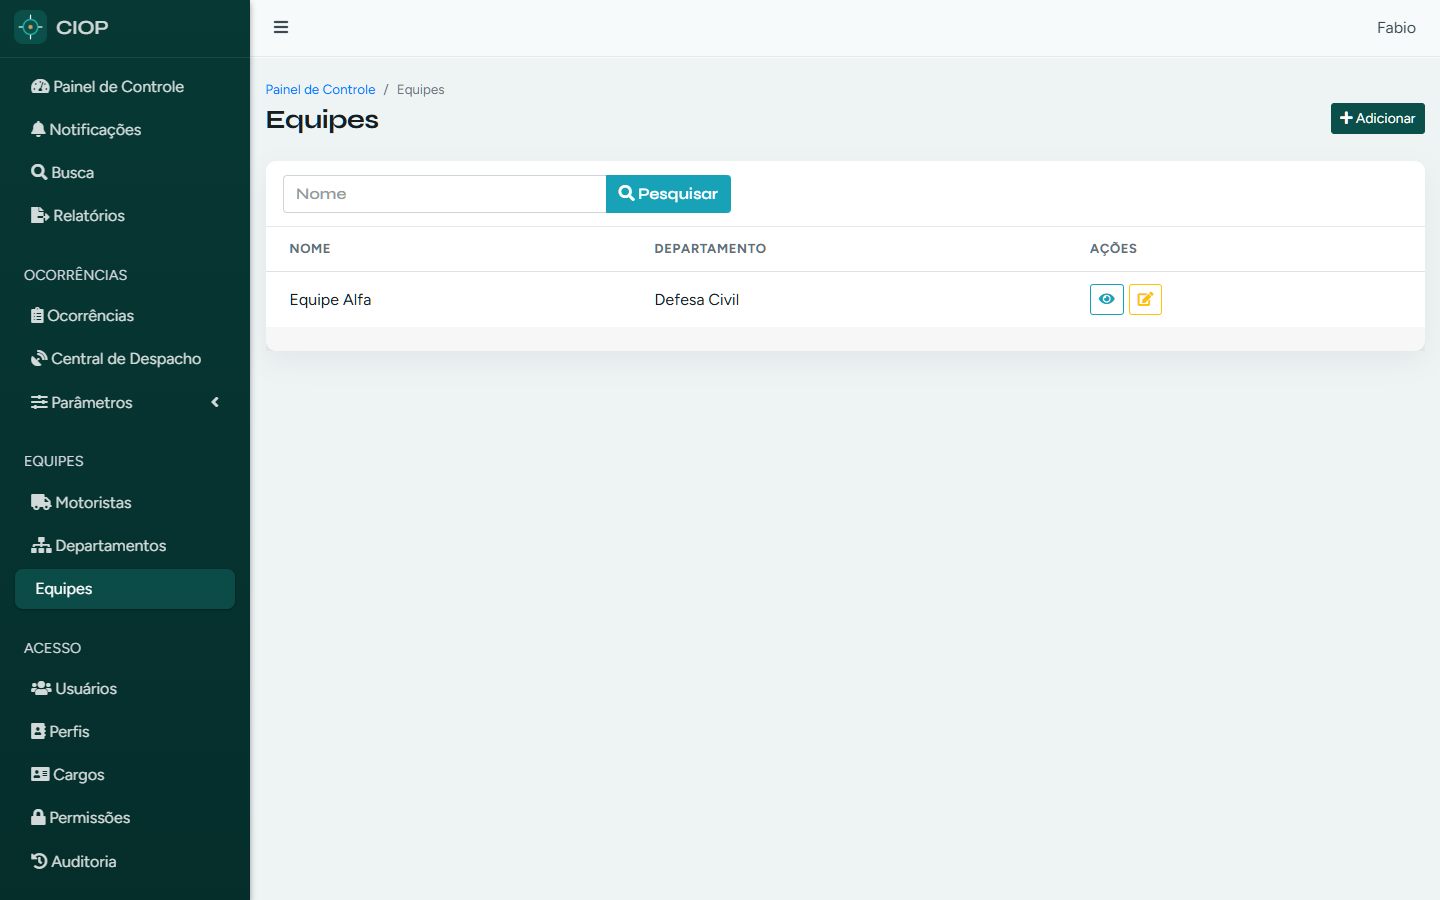 CIOP
Fabio
Painel de Controle
Notificações
Busca
Relatórios
OCORRÊNCIAS
Ocorrências
Central de Despacho
Parâmetros
EQUIPES
Motoristas
Departamentos
Equipes
ACESSO
Usuários
Perfis
Cargos
Permissões
Auditoria
Painel de Controle / Equipes
Equipes
Adicionar
Nome
Pesquisar
NOME DEPARTAMENTO AÇÕES
Equipe Alfa Defesa Civil